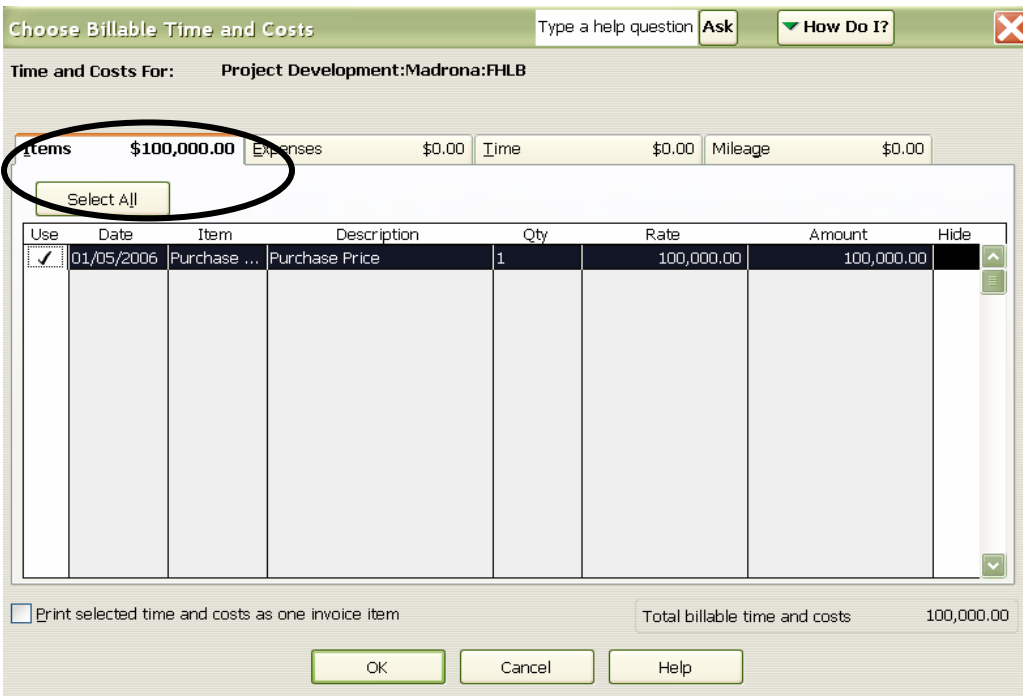 Choose Billable Time and Costs Type a help question Ask How Do I?
Time and Costs For: Project Development:Madrona:FHLB
Items $100,000.00 Expenses $0.00 Time $0.00 Mileage $0.00
Select All
Use Date Item Description Qty Rate Amount Hide
✓ 01/05/2006 Purchase ... Purchase Price 1 100,000.00 100,000.00
Print selected time and costs as one invoice item Total billable time and costs 100,000.00
OK Cancel Help